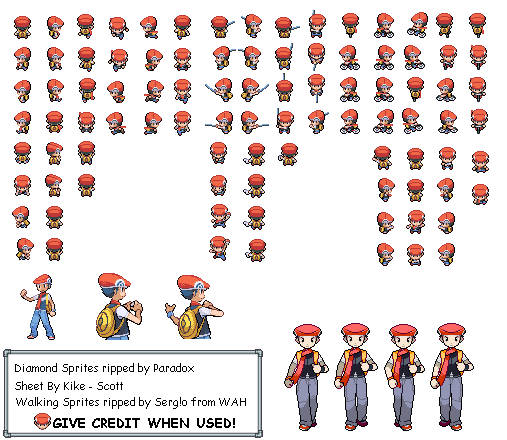 Diamond Sprites ripped by Paradox
Sheet By Kike - Scott
Walking Sprites ripped by Serglo from WAH
GIVE CREDIT WHEN USED!